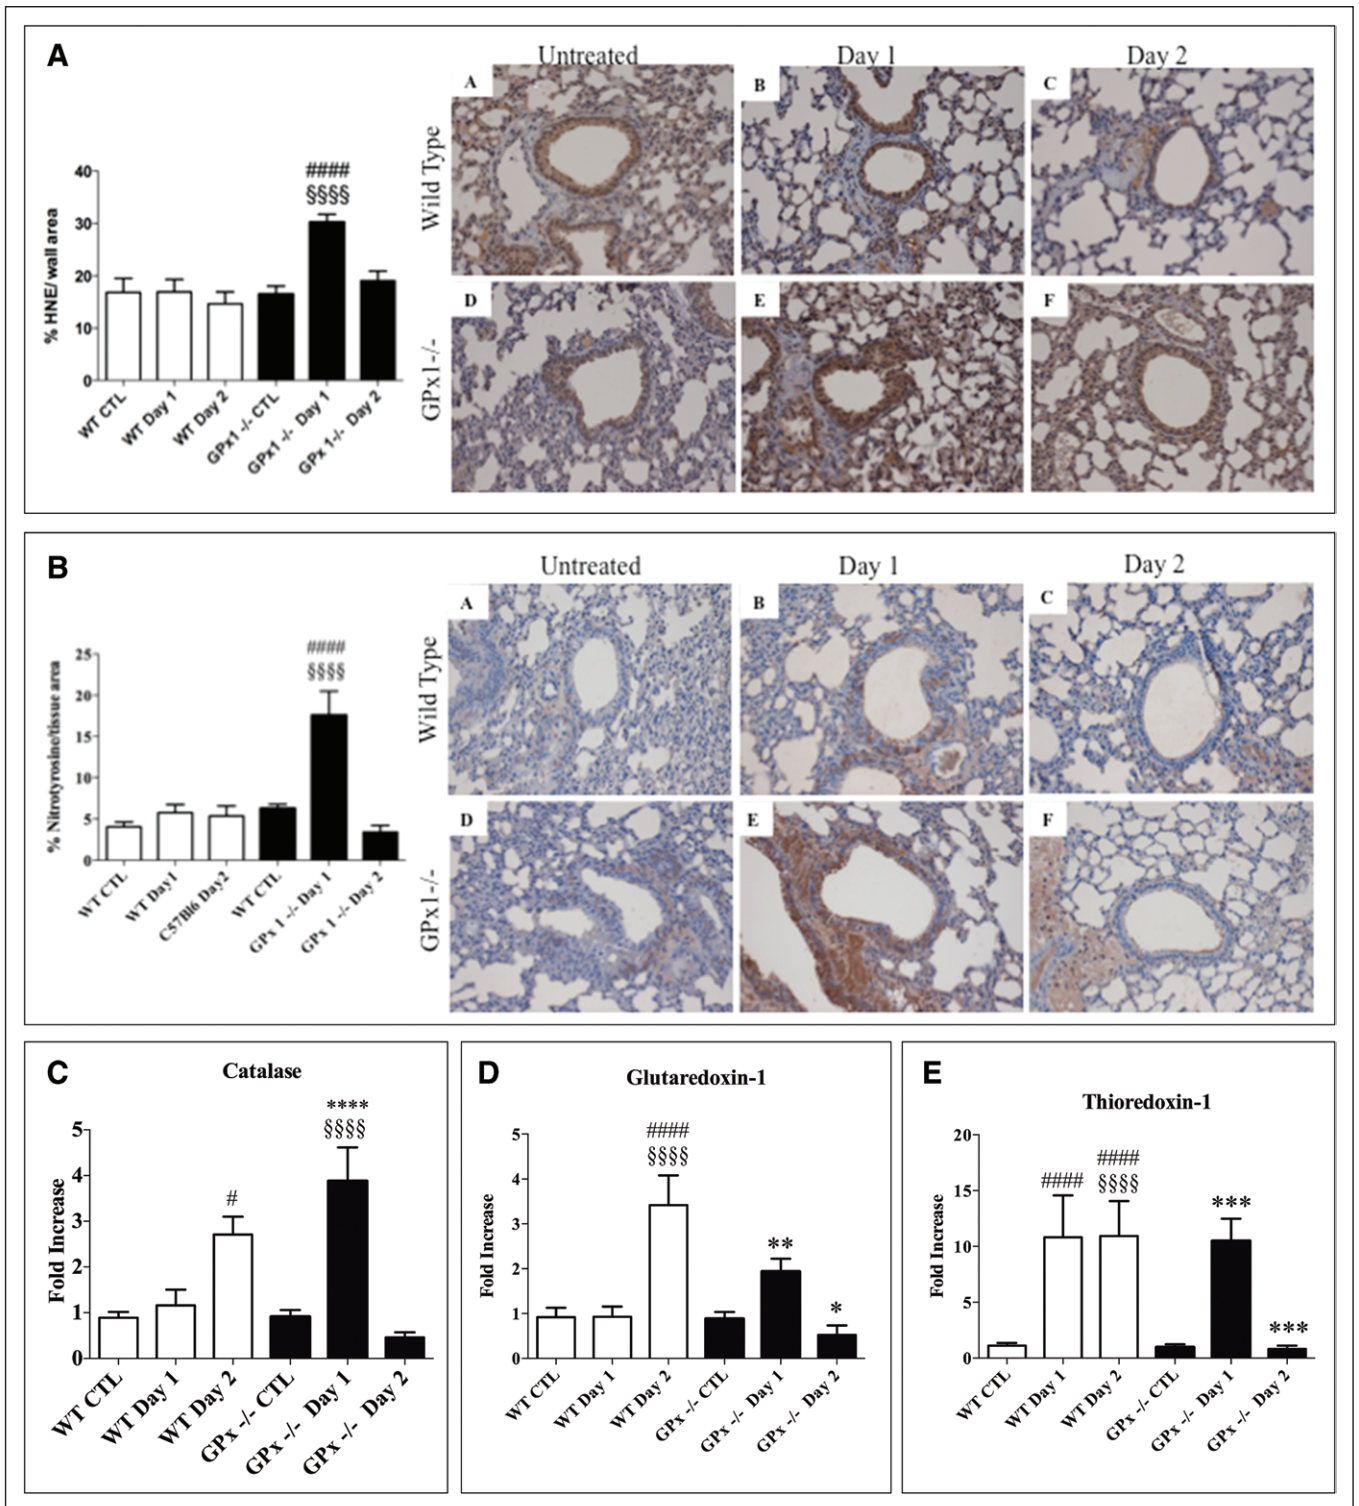 A
Untreated
Day 1
Day 2
Wild Type
GPx1-/-
A
B
C
D
E
F
% HNE/ wall area
40
30
20
10
0
####
§§§§
WT CTL
WT Day 1
WT Day 2
GPx1 -/- CTL
GPx1 -/- Day 1
GPx 1-/- Day 2
B
Untreated
Day 1
Day 2
Wild Type
GPx1-/-
A
B
C
D
E
F
% Nitrotyrosine/tissue area
25
20
15
10
5
0
####
§§§§
WT CTL
WT Day1
C57Bl6 Day2
WT CTL
GPx 1 -/- Day 1
GPx 1 -/- Day 2
C
Catalase
Fold Increase
5
4
3
2
1
0
#
****
§§§§
WT CTL
WT Day 1
WT Day 2
GPx -/- CTL
GPx -/- Day 1
GPx -/- Day 2
D
Glutaredoxin-1
Fold Increase
5
4
3
2
1
0
####
§§§§
**
*
WT CTL
WT Day 1
WT Day 2
GPx -/- CTL
GPx -/- Day 1
GPx -/- Day 2
E
Thioredoxin-1
Fold Increase
20
15
10
5
0
####
####
§§§§
***
***
WT CTL
WT Day 1
WT Day 2
GPx -/- CTL
GPx -/- Day 1
GPx -/- Day 2